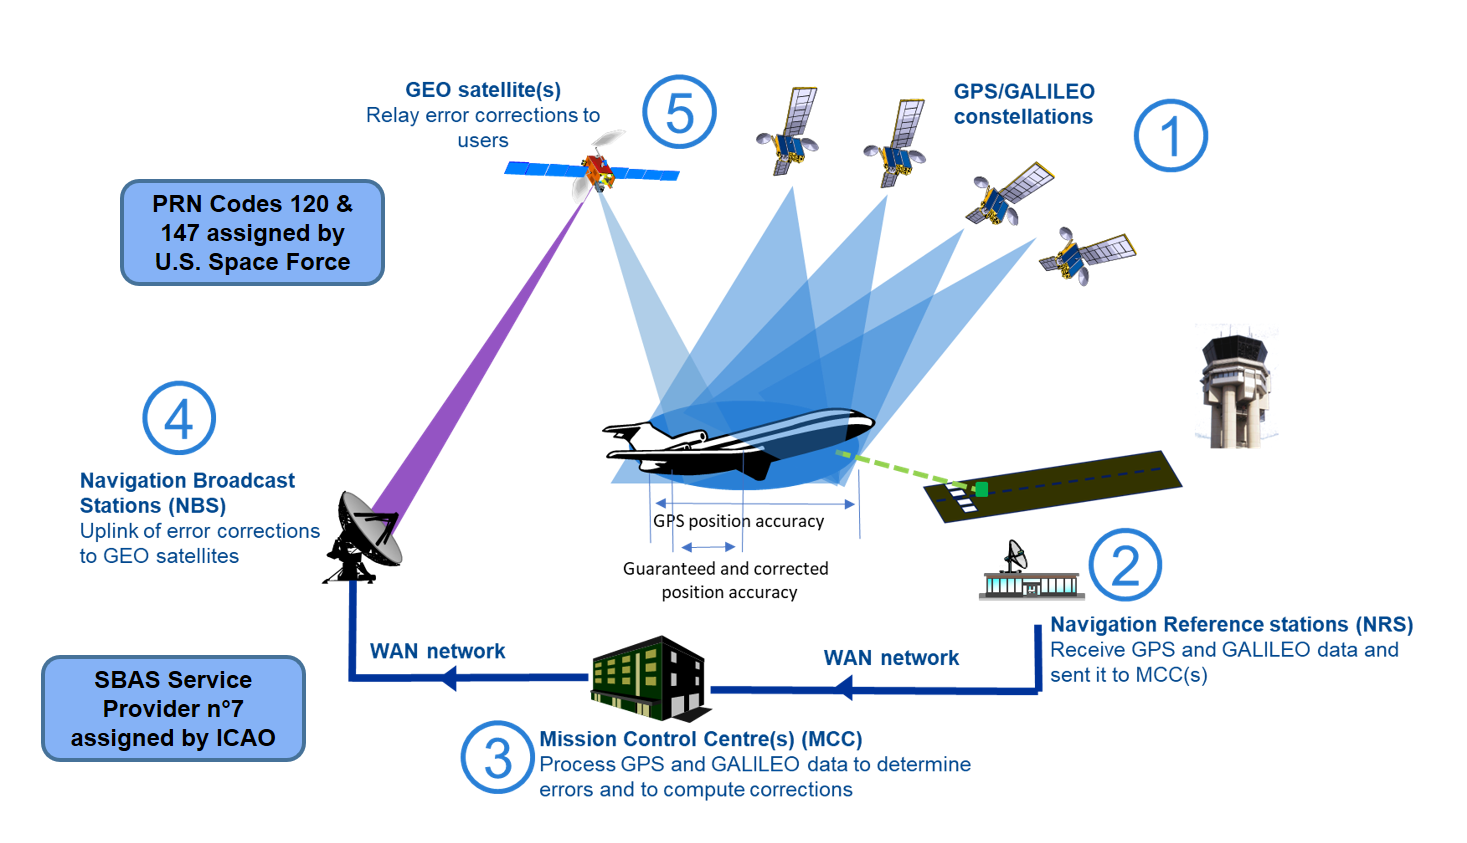 GEO satellite(s)
Relay error corrections to
users
5
GPS/GALILEO
constellations
1
PRN Codes 120 &
147 assigned by
U.S. Space Force
4
Navigation Broadcast
Stations (NBS)
Uplink of error corrections
to GEO satellites
GPS position accuracy
Guaranteed and corrected
position accuracy
2
Navigation Reference stations (NRS)
Receive GPS and GALILEO data and
sent it to MCC(s)
WAN network
WAN network
SBAS Service
Provider n°7
assigned by ICAO
3
Mission Control Centre(s) (MCC)
Process GPS and GALILEO data to determine
errors and to compute corrections